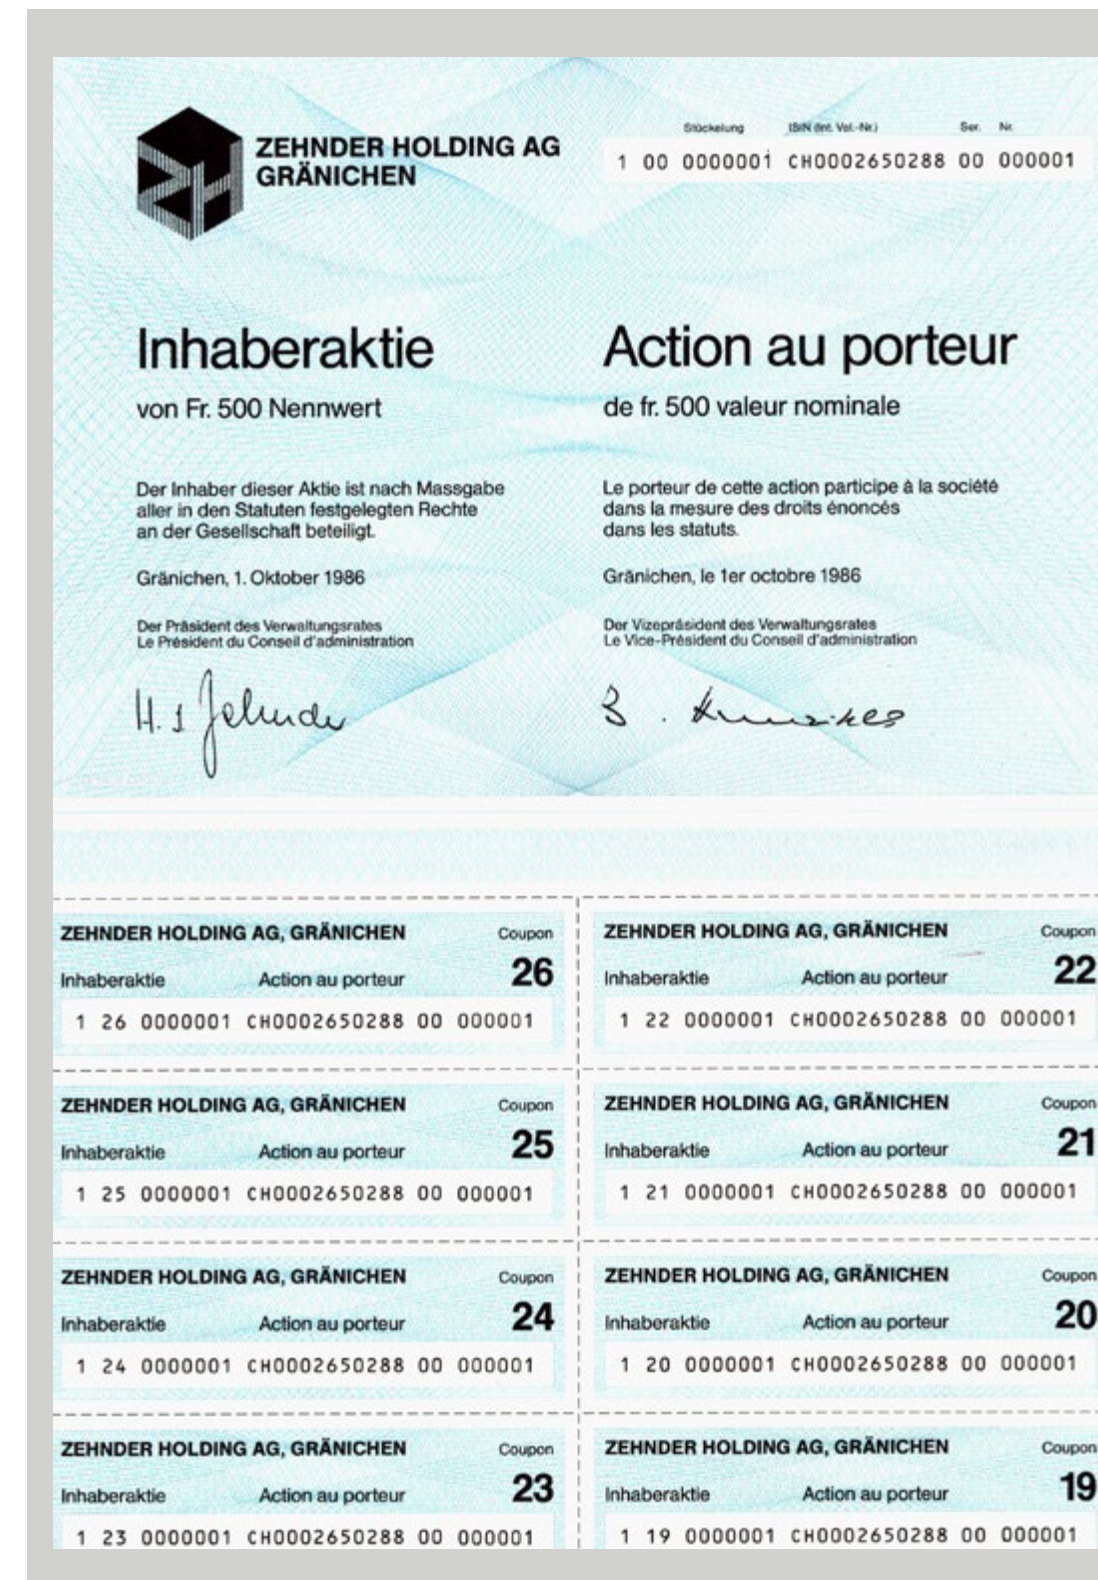 ZEHNDER HOLDING AG
GRÄNICHEN
Stückelung ISIN (Int. Val.-Nr.) Ser. Nr.
1 00 0000001 CH0002650288 00 000001
Inhaberaktie
von Fr. 500 Nennwert
Der Inhaber dieser Aktie ist nach Massgabe
aller in den Statuten festgelegten Rechte
an der Gesellschaft beteiligt.
Gränichen, 1. Oktober 1986
Der Präsident des Verwaltungsrates
Le Président du Conseil d'administration
H. J. Zehnder
Action au porteur
de fr. 500 valeur nominale
Le porteur de cette action participe à la société
dans la mesure des droits énoncés
dans les statuts.
Gränichen, le 1er octobre 1986
Der Vizepräsident des Verwaltungsrates
Le Vice-Président du Conseil d'administration
ZEHNDER HOLDING AG, GRÄNICHEN Coupon
Inhaberaktie Action au porteur 26
1 26 0000001 CH0002650288 00 000001
ZEHNDER HOLDING AG, GRÄNICHEN Coupon
Inhaberaktie Action au porteur 22
1 22 0000001 CH0002650288 00 000001
ZEHNDER HOLDING AG, GRÄNICHEN Coupon
Inhaberaktie Action au porteur 25
1 25 0000001 CH0002650288 00 000001
ZEHNDER HOLDING AG, GRÄNICHEN Coupon
Inhaberaktie Action au porteur 21
1 21 0000001 CH0002650288 00 000001
ZEHNDER HOLDING AG, GRÄNICHEN Coupon
Inhaberaktie Action au porteur 24
1 24 0000001 CH0002650288 00 000001
ZEHNDER HOLDING AG, GRÄNICHEN Coupon
Inhaberaktie Action au porteur 20
1 20 0000001 CH0002650288 00 000001
ZEHNDER HOLDING AG, GRÄNICHEN Coupon
Inhaberaktie Action au porteur 23
1 23 0000001 CH0002650288 00 000001
ZEHNDER HOLDING AG, GRÄNICHEN Coupon
Inhaberaktie Action au porteur 19
1 19 0000001 CH0002650288 00 000001